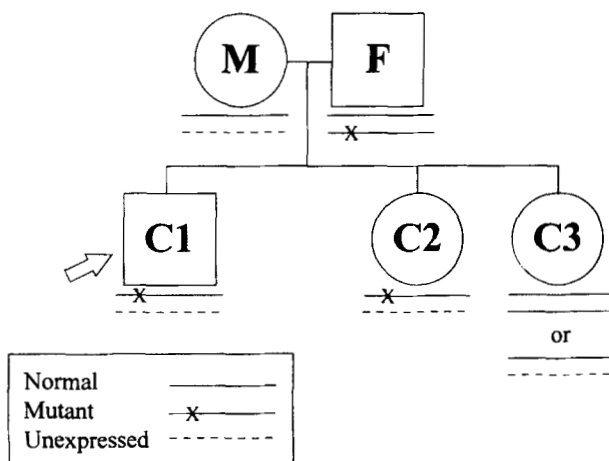 M F
C1 C2 C3
or
Normal
Mutant
Unexpressed